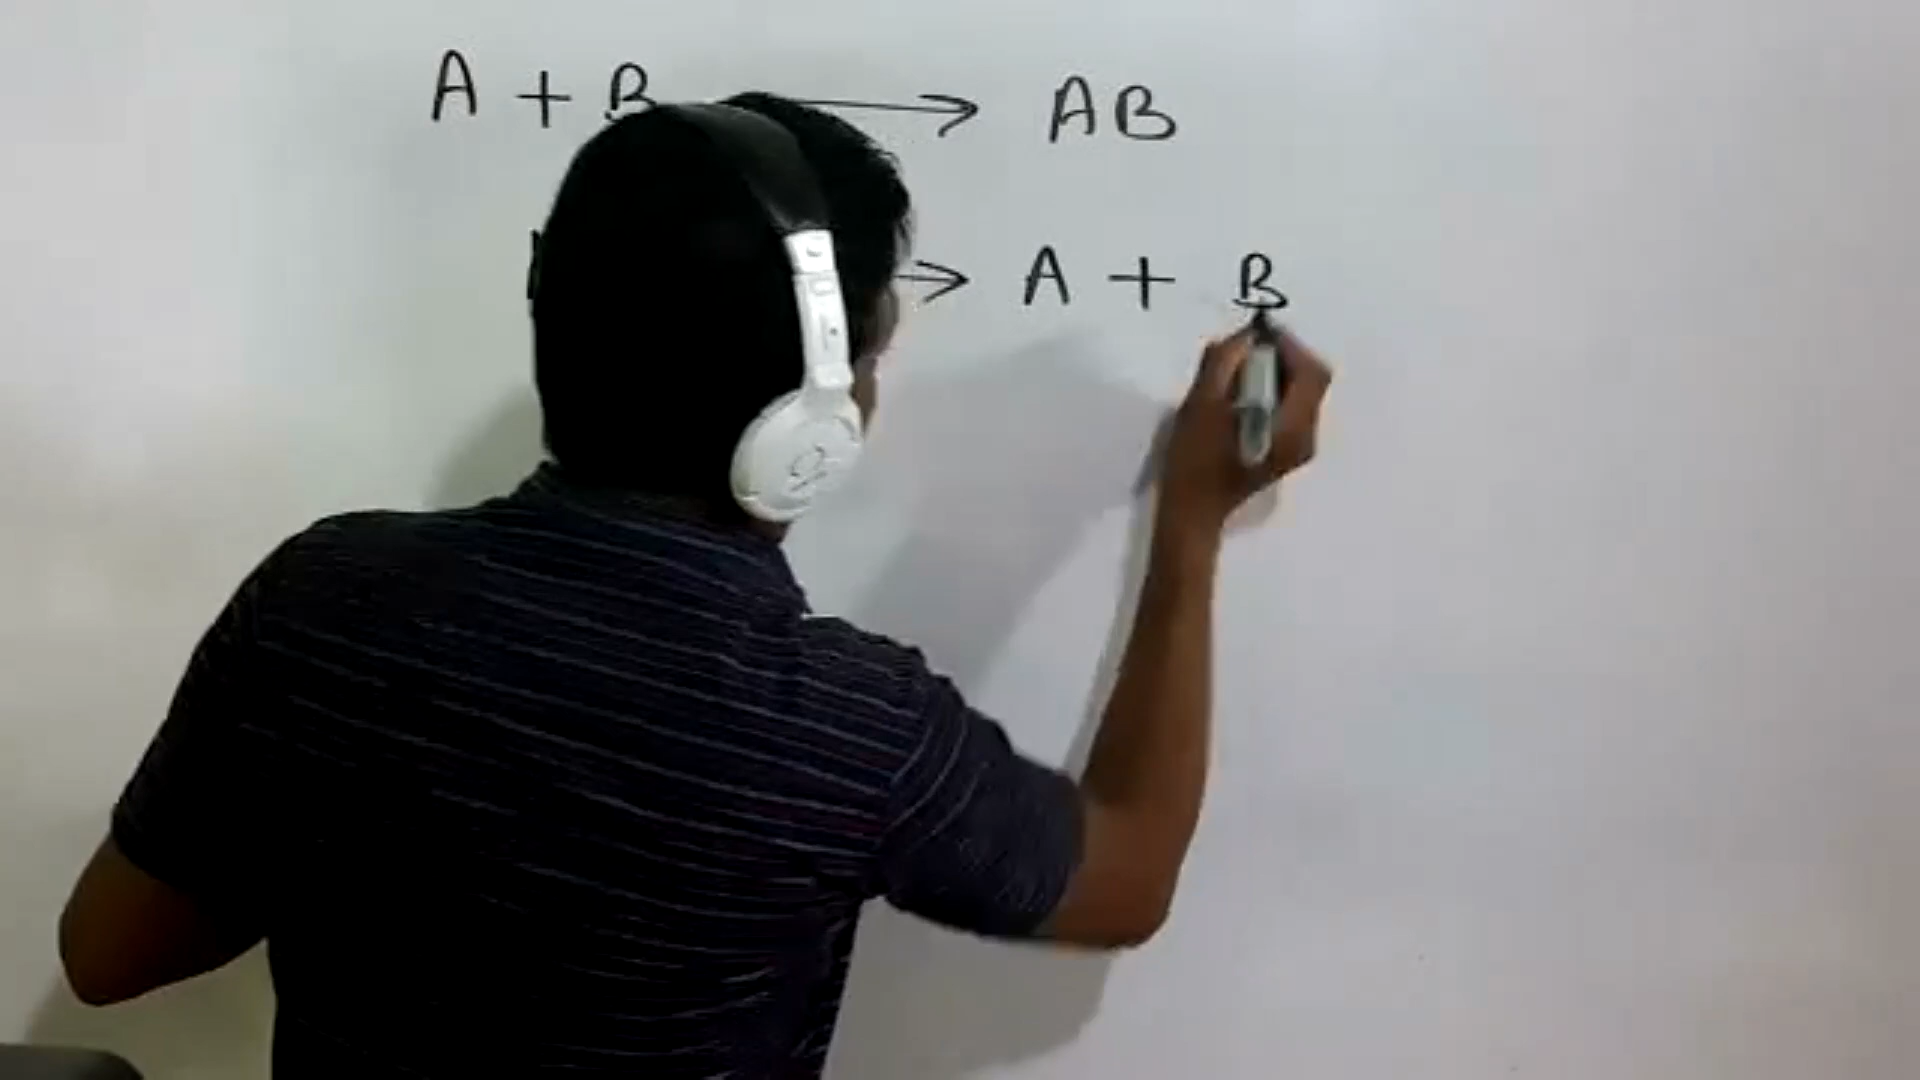 A + B → AB
→ A + B